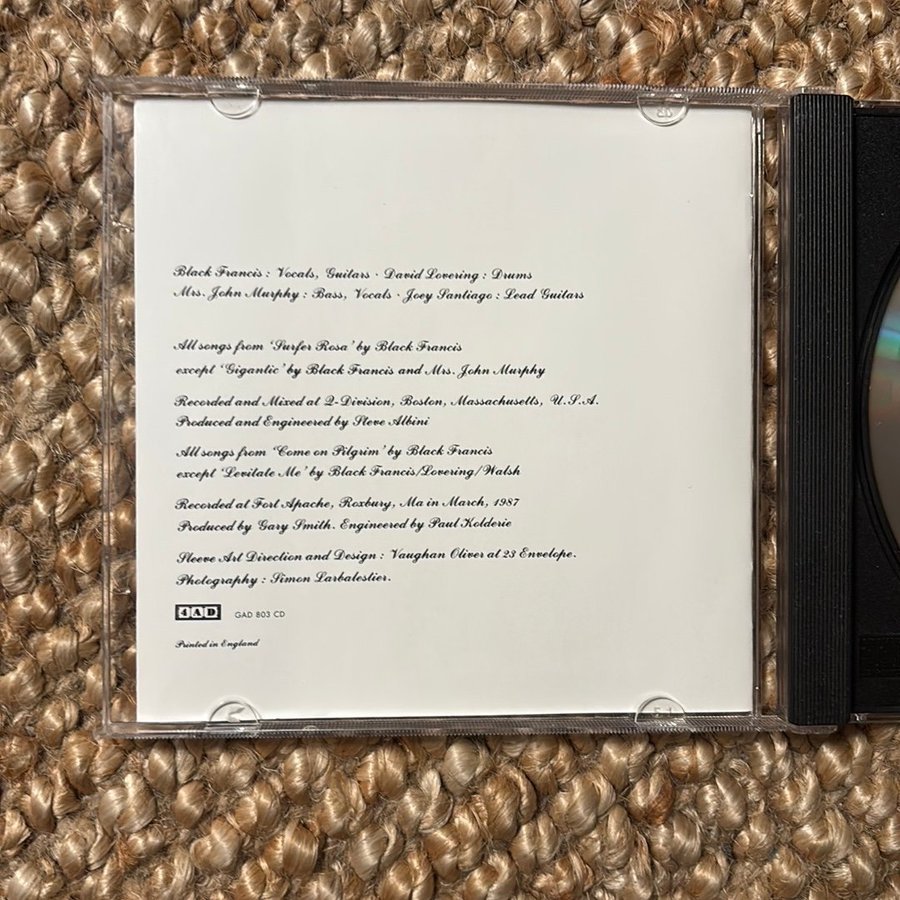 Black Francis : Vocals, Guitars · David Lovering : Drums
Mrs. John Murphy : Bass, Vocals · Joey Santiago : Lead Guitars
All songs from 'Surfer Rosa' by Black Francis
except 'Gigantic' by Black Francis and Mrs. John Murphy
Recorded and Mixed at Q-Division, Boston, Massachusetts, U.S.A.
Produced and Engineered by Steve Albini
All songs from 'Come on Pilgrim' by Black Francis
except 'Levitate Me' by Black Francis/Lovering/Walsh
Recorded at Fort Apache, Roxbury, Ma in March, 1987
Produced by Gary Smith. Engineered by Paul Kolderie
Sleeve Art Direction and Design : Vaughan Oliver at 23 Envelope.
Photography : Simon Larbalestier.
4AD GAD 803 CD
Printed in England